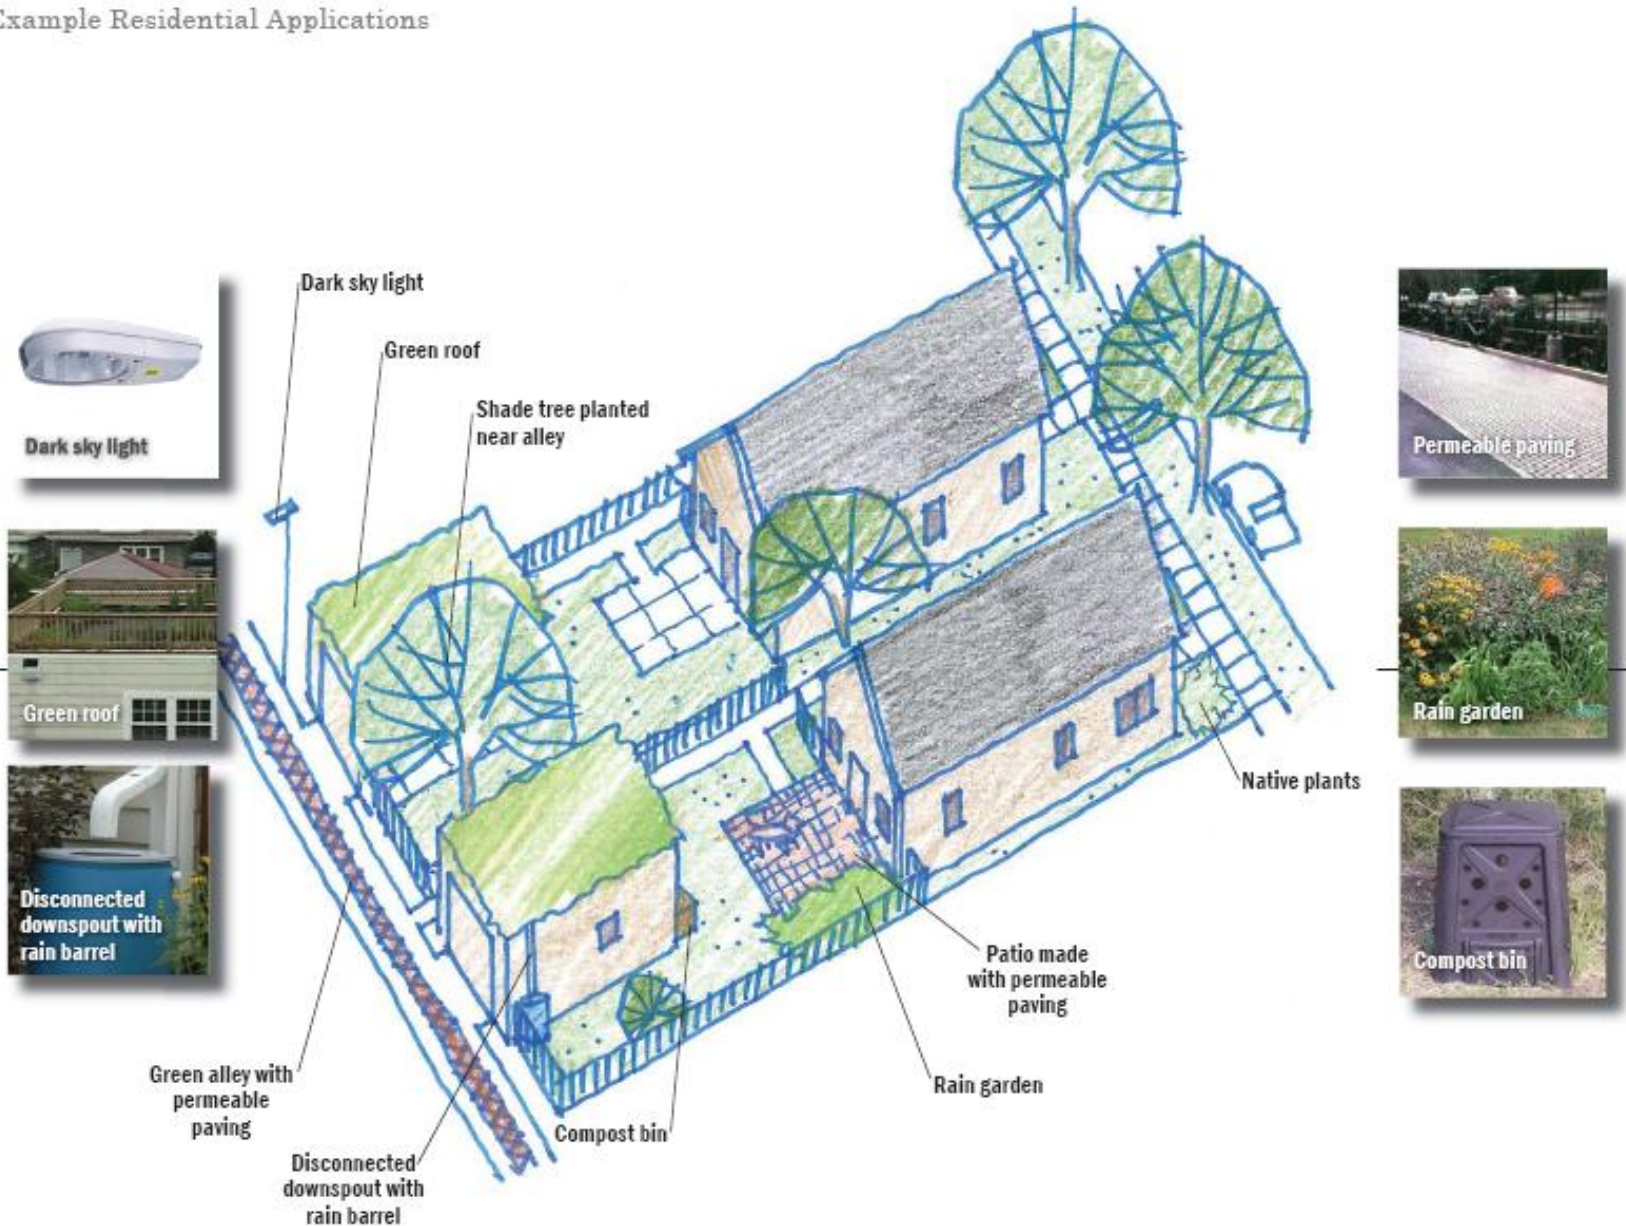 Example Residential Applications
Dark sky light
Green roof
Shade tree planted
near alley
Dark sky light
Green roof
Disconnected
downspout with
rain barrel
Permeable paving
Rain garden
Compost bin
Native plants
Patio made
with permeable
paving
Rain garden
Compost bin
Green alley with
permeable
paving
Disconnected
downspout with
rain barrel